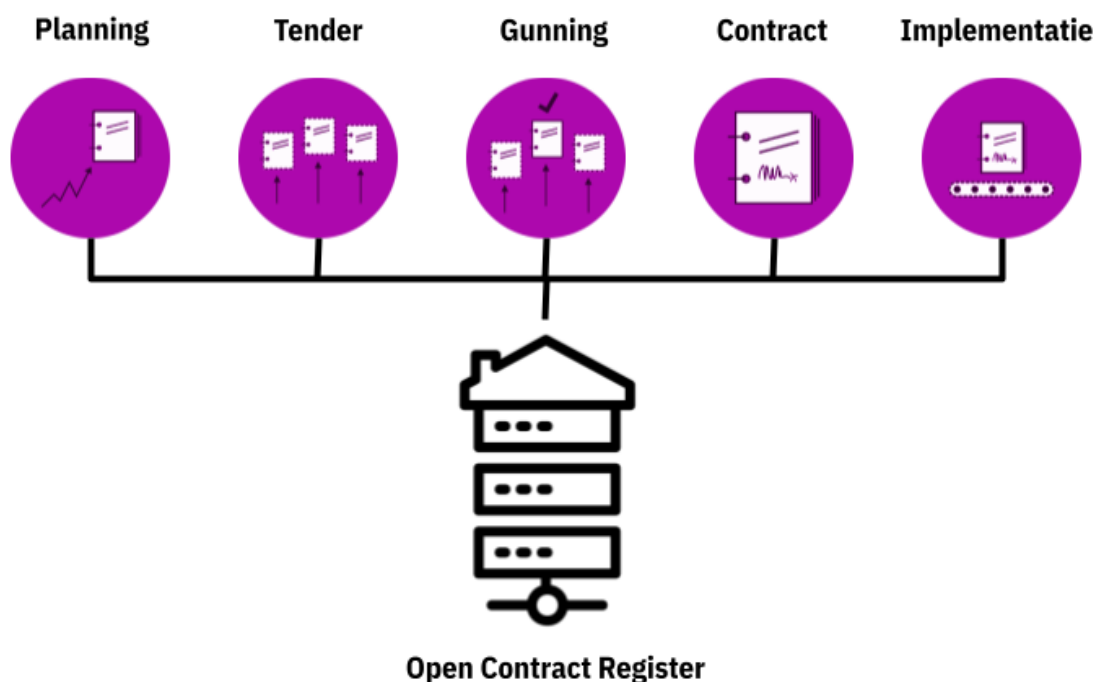 Planning
Tender
Gunning
Contract
Implementatie
Open Contract Register